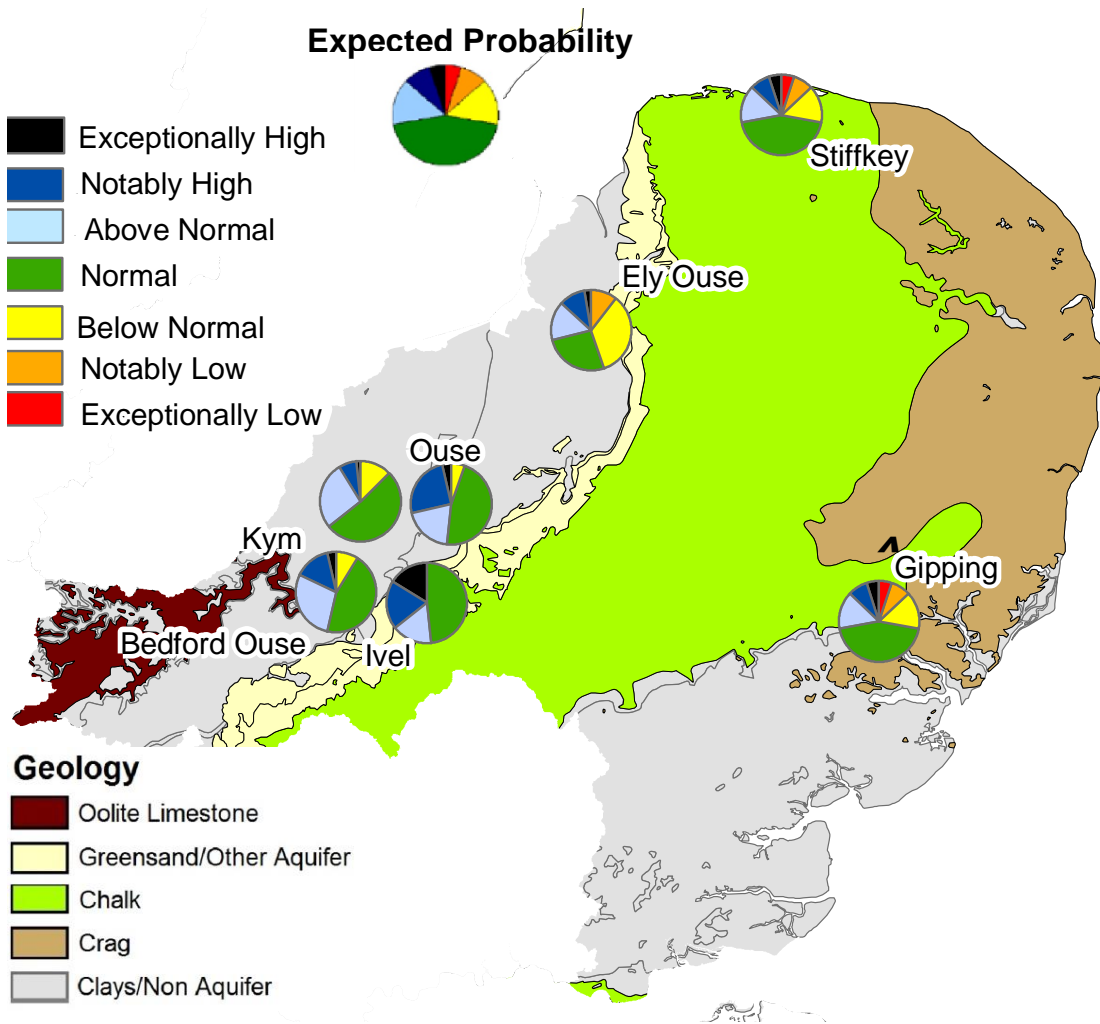 Expected Probability
Exceptionally High
Notably High
Above Normal
Normal
Below Normal
Notably Low
Exceptionally Low
Stiffkey
Ely Ouse
Ouse
Kym
Gipping
Bedford Ouse
Ivel
Geology
Oolite Limestone
Greensand/Other Aquifer
Chalk
Crag
Clays/Non Aquifer